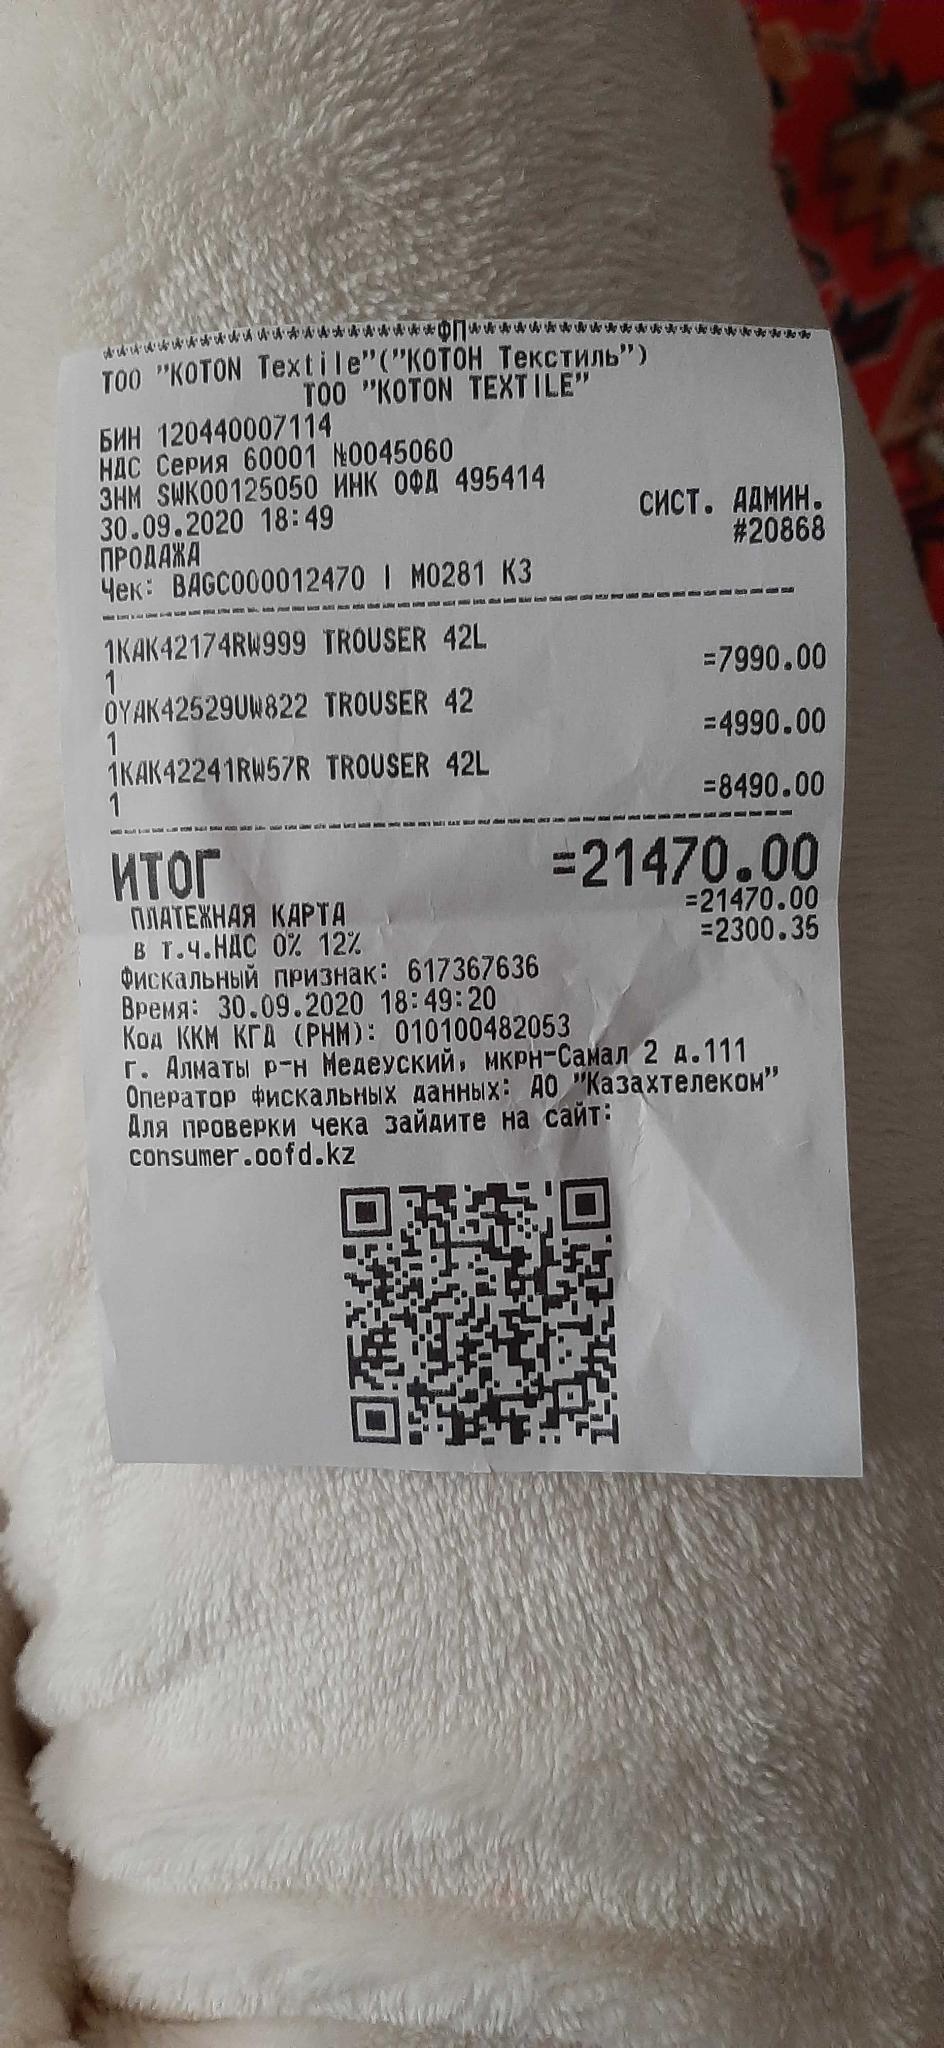 ************************ФП************************
ТОО "KOTON Textile"("КОТОН Текстиль")
ТОО "KOTON TEXTILE"
БИН 120440007114
НДС Серия 60001 №0045060
ЗНМ SWK00125050 ИНК ОФД 495414
30.09.2020 18:49 СИСТ. АДМИН.
ПРОДАЖА #20868
Чек: BAGC000012470 | M0281 K3
1KAK42174RW999 TROUSER 42L
1 =7990.00
0YAK42529UW822 TROUSER 42
1 =4990.00
1KAK42241RW57R TROUSER 42L
1 =8490.00
ИТОГ =21470.00
ПЛАТЕЖНАЯ КАРТА =21470.00
в т.ч.НДС 0% 12% =2300.35
Фискальный признак: 617367636
Время: 30.09.2020 18:49:20
Код ККМ КГД (РНМ): 010100482053
г. Алматы р-н Медеуский, мкрн-Самал 2 д.111
Оператор фискальных данных: АО "Казахтелеком"
Для проверки чека зайдите на сайт:
consumer.oofd.kz